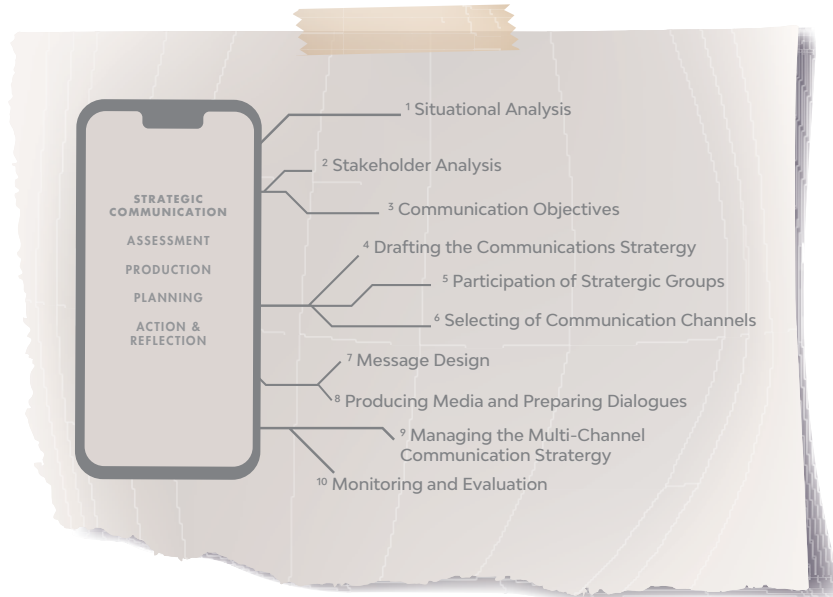 STRATEGIC
COMMUNICATION
ASSESSMENT
PRODUCTION
PLANNING
ACTION &
REFLECTION
1 Situational Analysis
2 Stakeholder Analysis
3 Communication Objectives
4 Drafting the Communications Stratergy
5 Participation of Stratergic Groups
6 Selecting of Communication Channels
7 Message Design
8 Producing Media and Preparing Dialogues
9 Managing the Multi-Channel
Communication Stratergy
10 Monitoring and Evaluation